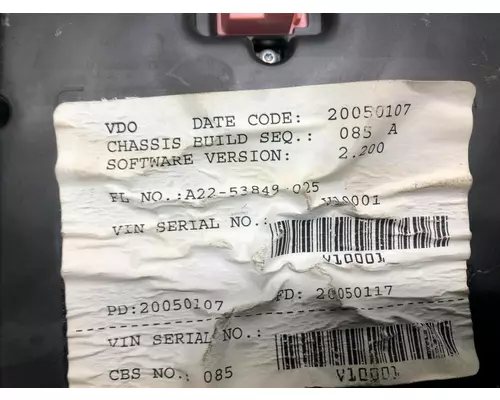 VDO DATE CODE: 20050107
CHASSIS BUILD SEQ.: 085 A
SOFTWARE VERSION: 2.200
FL NO.:A22-53849 025
V10001
VIN SERIAL NO.:
V10001
PD:20050107 FD: 20050117
VIN SERIAL NO.:
V10001
CBS NO.: 085